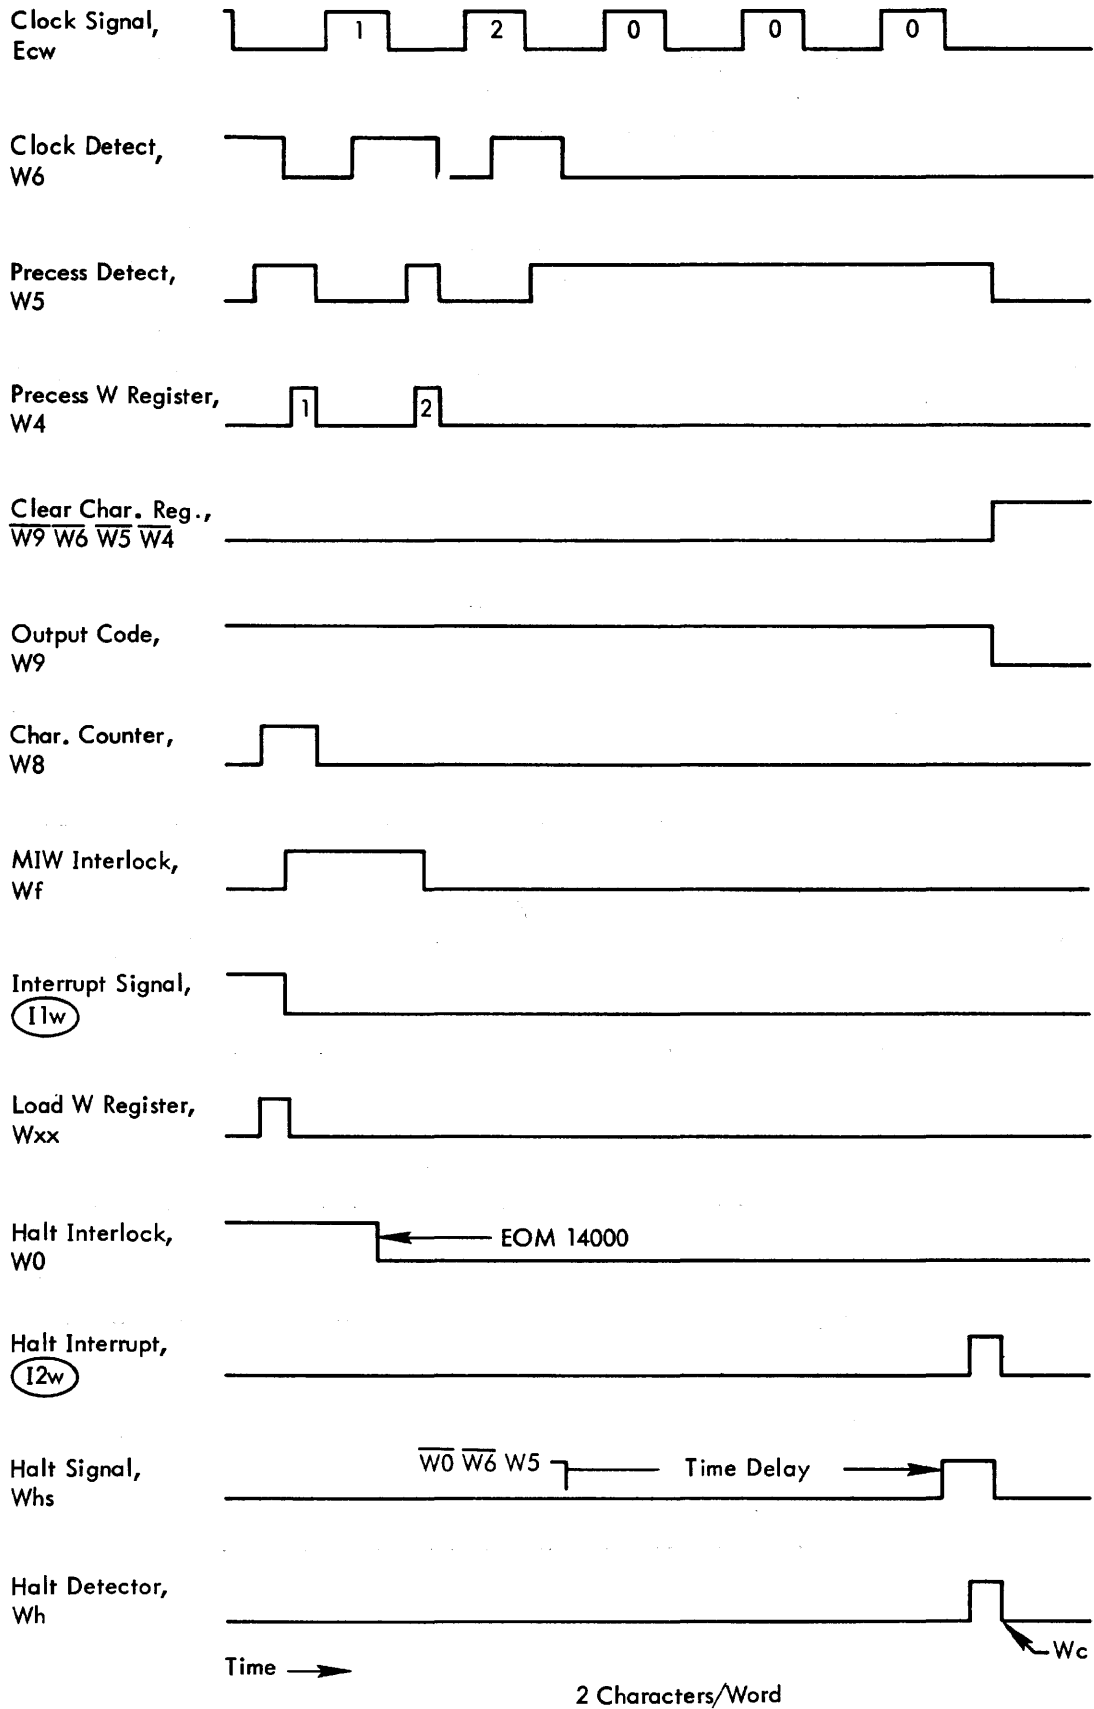 Clock Signal,
Ecw
1 2 0 0 0
Clock Detect,
W6
Precess Detect,
W5
Precess W Register,
W4
1 2
Clear Char. Reg.,
W9 W6 W5 W4
Output Code,
W9
Char. Counter,
W8
MIW Interlock,
Wf
Interrupt Signal,
I1w
Load W Register,
Wxx
Halt Interlock,
W0
EOM 14000
Halt Interrupt,
I2w
Halt Signal,
Whs
W0 W6 W5
Time Delay
Halt Detector,
Wh
Wc
Time
2 Characters/Word